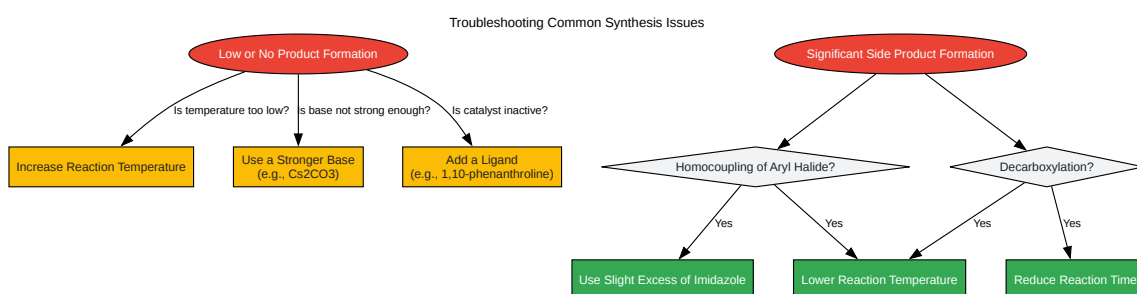 Troubleshooting Common Synthesis Issues
Low or No Product Formation
Significant Side Product Formation
Is temperature too low?
Is base not strong enough?
Is catalyst inactive?
Increase Reaction Temperature
Use a Stronger Base
(e.g., Cs2CO3)
Add a Ligand
(e.g., 1,10-phenanthroline)
Homocoupling of Aryl Halide?
Decarboxylation?
Yes
Yes
Yes
Yes
Use Slight Excess of Imidazole
Lower Reaction Temperature
Reduce Reaction Time